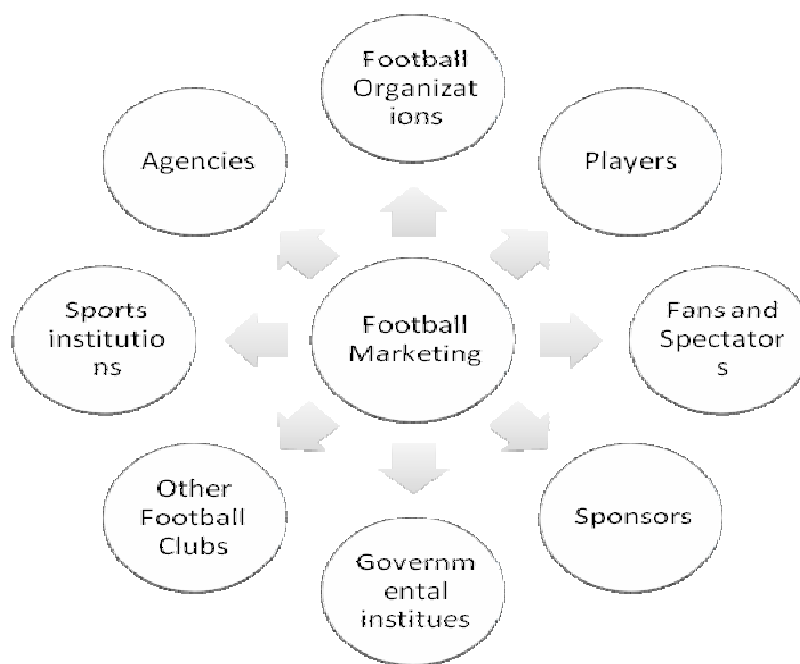 Football
Organizat
ions
Agencies
Players
Sports
institutio
ns
Football
Marketing
Fans and
Spectator
s
Other
Football
Clubs
Sponsors
Governm
ental
institues